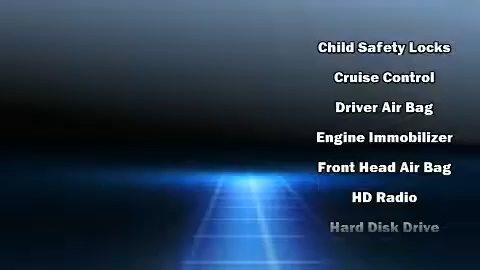 Child Safety Locks
Cruise Control
Driver Air Bag
Engine Immobilizer
Front Head Air Bag
HD Radio
Hard Disk Drive